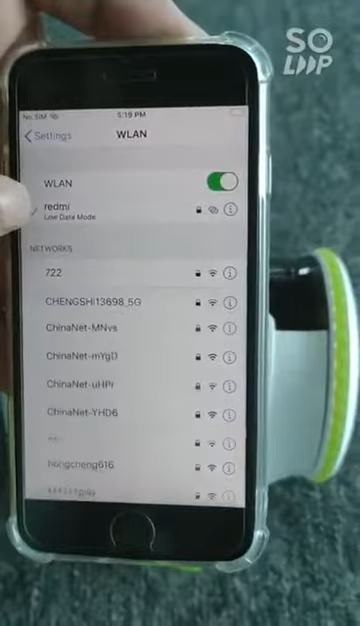 SO
LOOP
No SIM
5:19 PM
Settings
WLAN
WLAN
redmi
Low Data Mode
NETWORKS
722
CHENGSHI13698_5G
ChinaNet-MNvs
ChinaNet-mYgD
ChinaNet-uHPr
ChinaNet-YHD6
hongcheng616